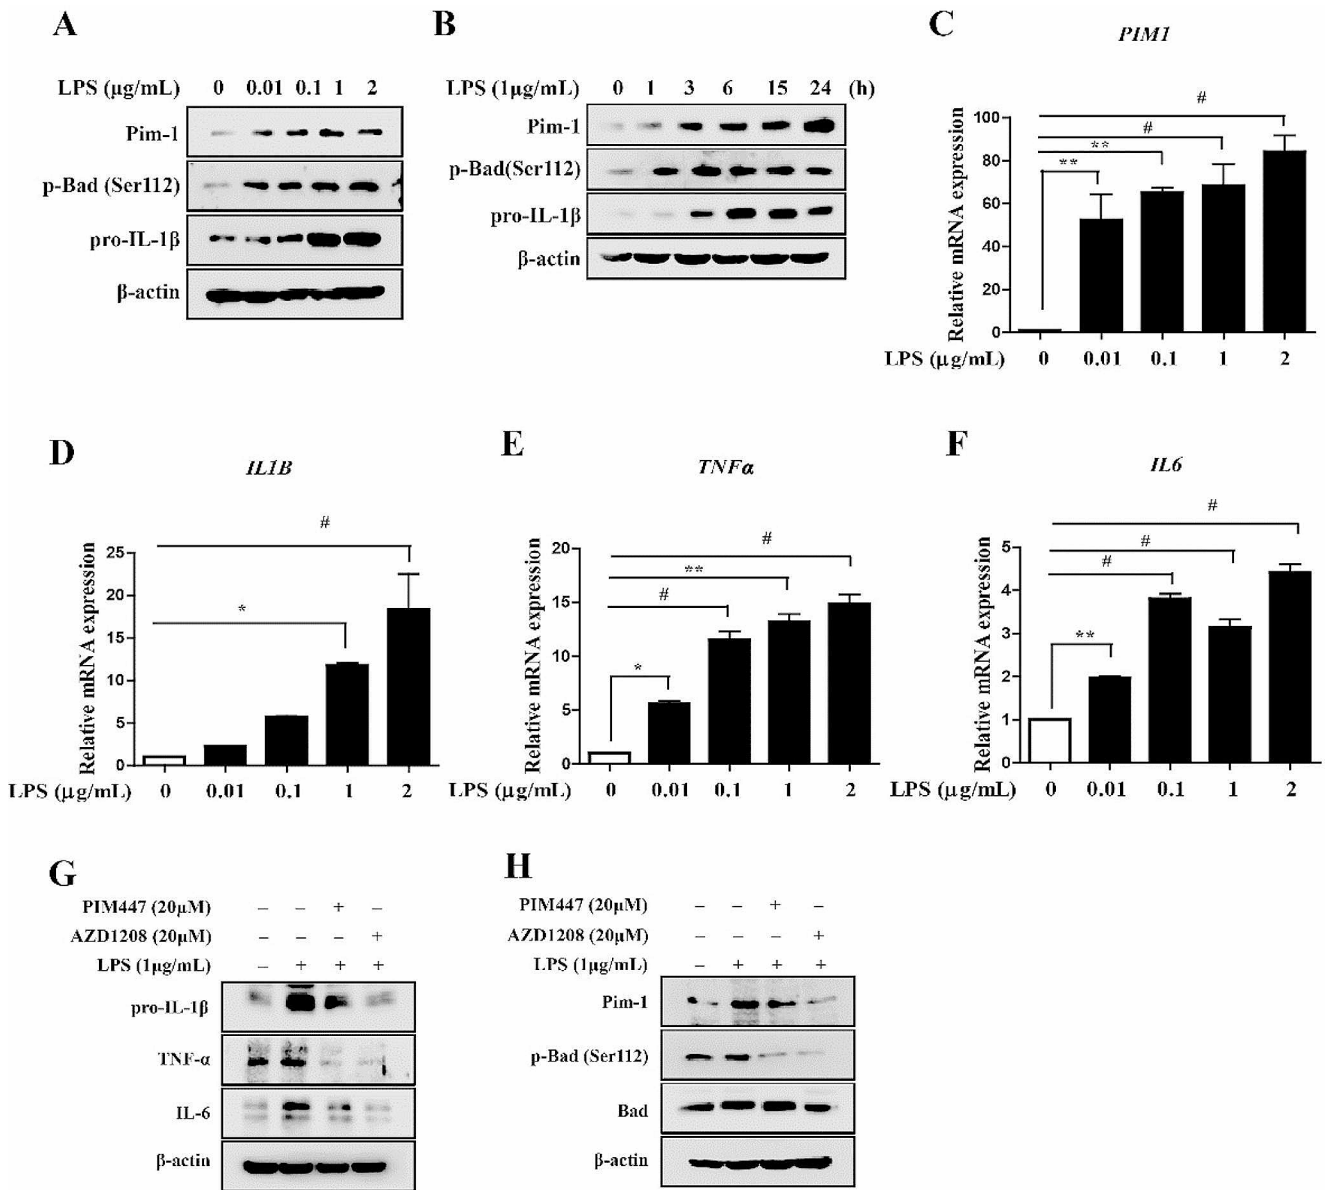 A
LPS (μg/mL) 0 0.01 0.1 1 2
Pim-1
p-Bad (Ser112)
pro-IL-1β
β-actin
B
LPS (1μg/mL) 0 1 3 6 15 24 (h)
Pim-1
p-Bad(Ser112)
pro-IL-1β
β-actin
C
PIM1
Relative mRNA expression
100
80
60
40
20
0
#
#
**
**
LPS (μg/mL) 0 0.01 0.1 1 2
D
IL1B
Relative mRNA expression
25
20
15
10
5
0
#
*
LPS (μg/mL) 0 0.01 0.1 1 2
E
TNFα
Relative mRNA expression
20
15
10
5
0
#
**
#
*
LPS (μg/mL) 0 0.01 0.1 1 2
F
IL6
Relative mRNA expression
5
4
3
2
1
0
#
#
#
**
LPS (μg/mL) 0 0.01 0.1 1 2
G
PIM447 (20μM) – – + –
AZD1208 (20μM) – – – +
LPS (1μg/mL) – + + +
pro-IL-1β
TNF-α
IL-6
β-actin
H
PIM447 (20μM) – – + –
AZD1208 (20μM) – – – +
LPS (1μg/mL) – + + +
Pim-1
p-Bad (Ser112)
Bad
β-actin